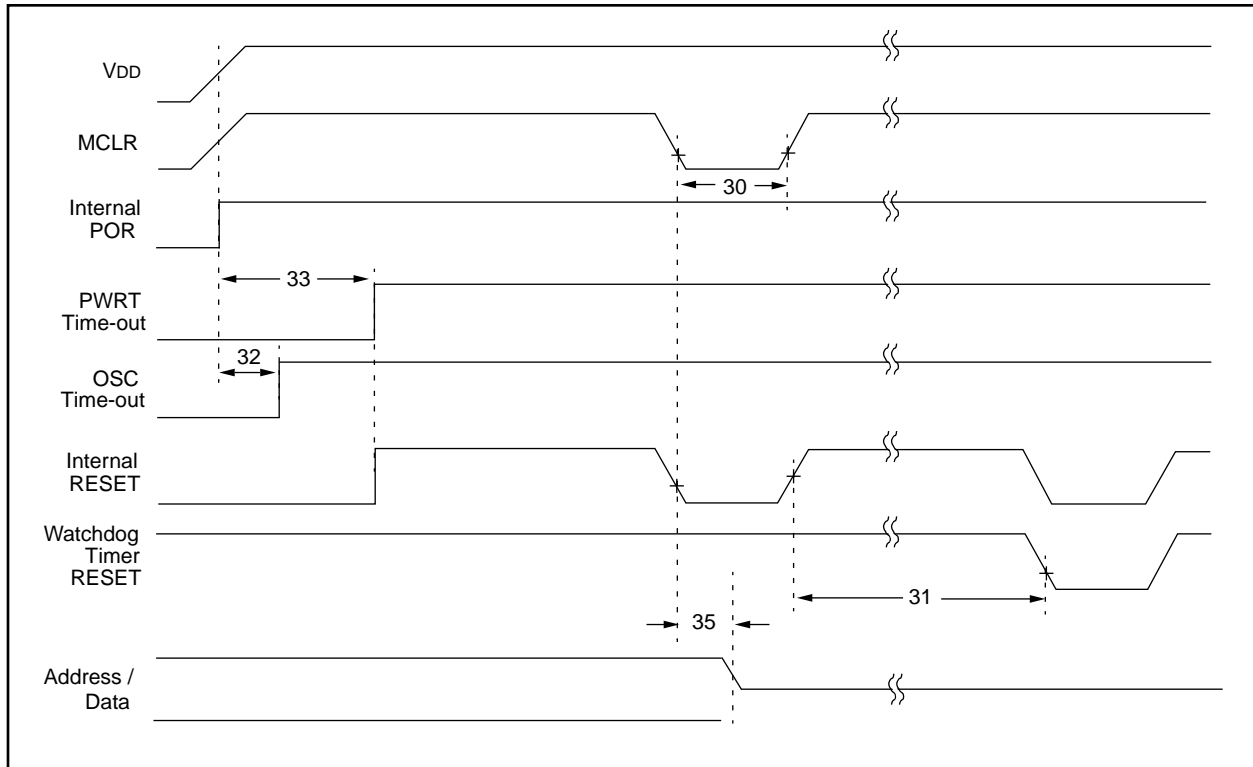 VDD
MCLR
30
Internal
POR
33
PWRT
Time-out
32
OSC
Time-out
Internal
RESET
Watchdog
Timer
RESET
31
35
Address /
Data